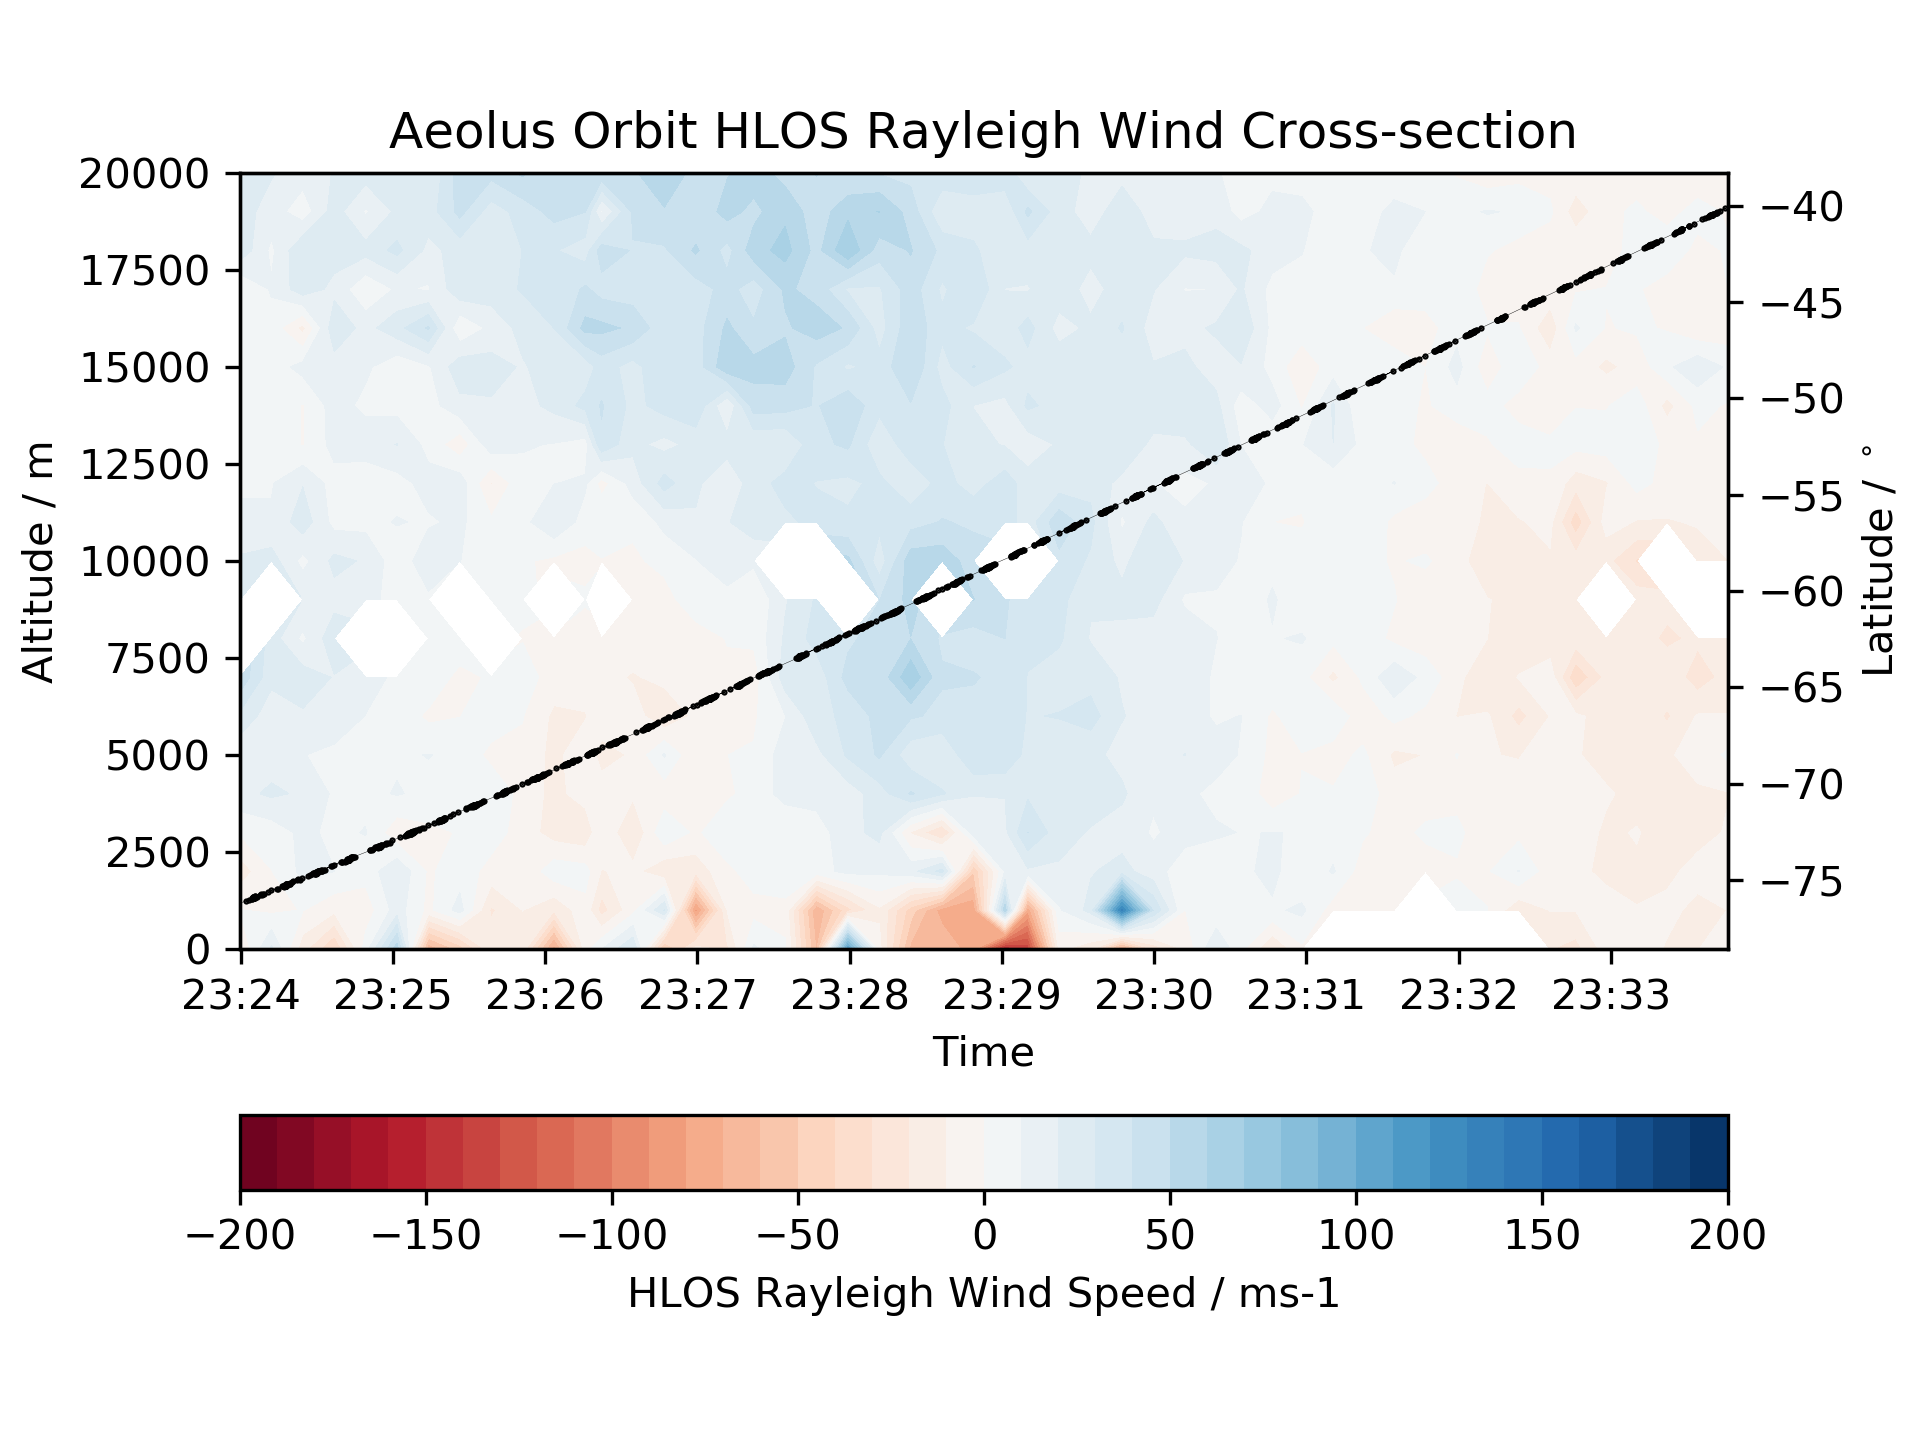 Aeolus Orbit HLOS Rayleigh Wind Cross-section
20000
17500
15000
12500
10000
7500
5000
2500
0
Altitude / m
−40
−45
−50
−55
−60
−65
−70
−75
Latitude / °
23:24 23:25 23:26 23:27 23:28 23:29 23:30 23:31 23:32 23:33
Time
−200 −150 −100 −50 0 50 100 150 200
HLOS Rayleigh Wind Speed / ms-1